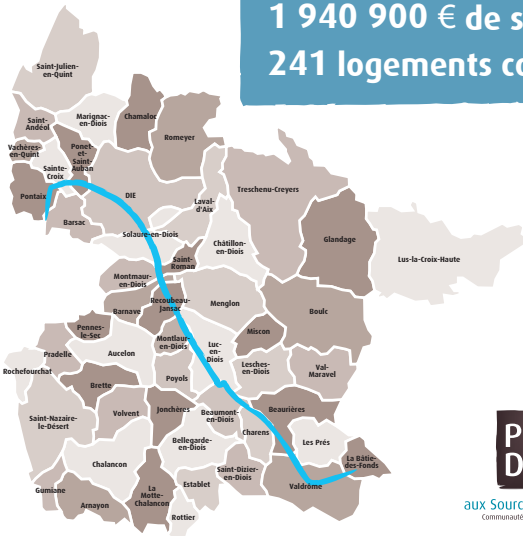 1 940 900 € de s
241 logements co
Saint-Julien-
en-Quint
Saint-
Andéol
Marignac-
en-Diois
Chamaloc
Romeyer
Vachères-
en-Quint
Ponet-
et-
Saint-
Auban
Sainte-
Croix
Pontaix
DIE
Barsac
Laval-
d'Aix
Treschenu-Creyers
Solaure-en-Diois
Châtillon-
en-Diois
Glandage
Lus-la-Croix-Haute
Saint-
Roman
Montmaur-
en-Diois
Recoubeau-
Jansac
Menglon
Boulc
Barnave
Pennes-
le-Sec
Miscon
Montlaur-
en-Diois
Luc-
en-
Diois
Pradelle
Aucelon
Rochefourchat
Lesches-
en-Diois
Val-
Maravel
Brette
Poyols
Saint-Nazaire-
le-Désert
Volvent
Jonchères
Beaumont-
en-Diois
Beaurières
Charens
Bellegarde-
en-Diois
Les Prés
Chalancon
La Bâtie-
des-Fonds
Saint-Dizier-
en-Diois
Valdrôme
Establet
Gumiane
Arnayon
La
Motte-
Chalancon
Rottier
P
D
aux Sourc
Communauté